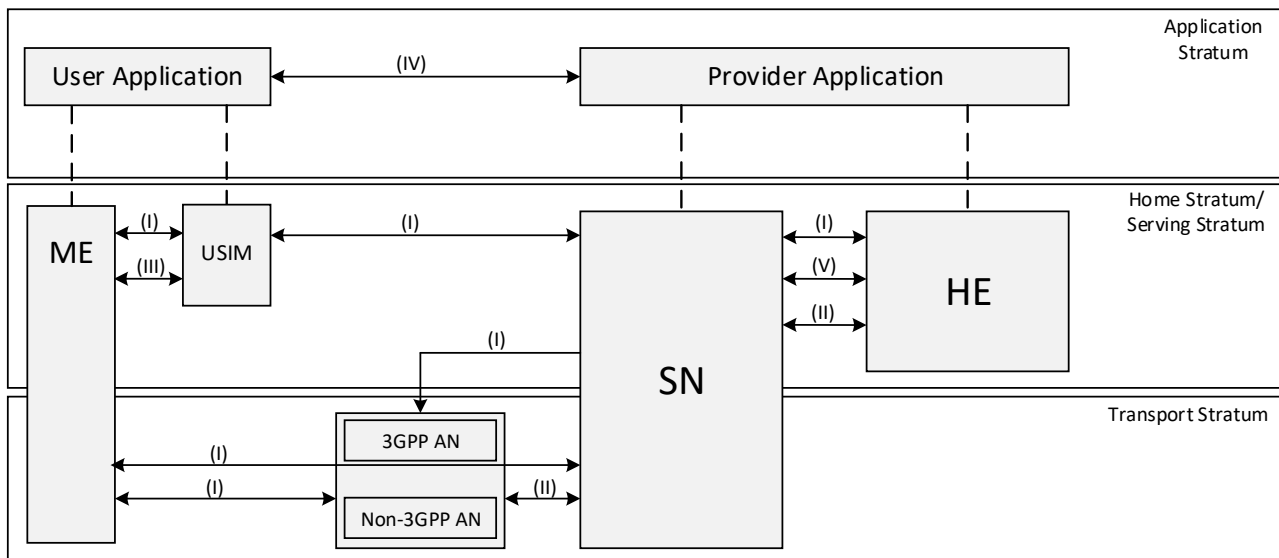 Application
Stratum
User Application
(IV)
Provider Application
Home Stratum/
Serving Stratum
ME
(I)
(III)
USIM
(I)
SN
(I)
(V)
(II)
HE
(I)
Transport Stratum
3GPP AN
(I)
(I)
(II)
Non-3GPP AN